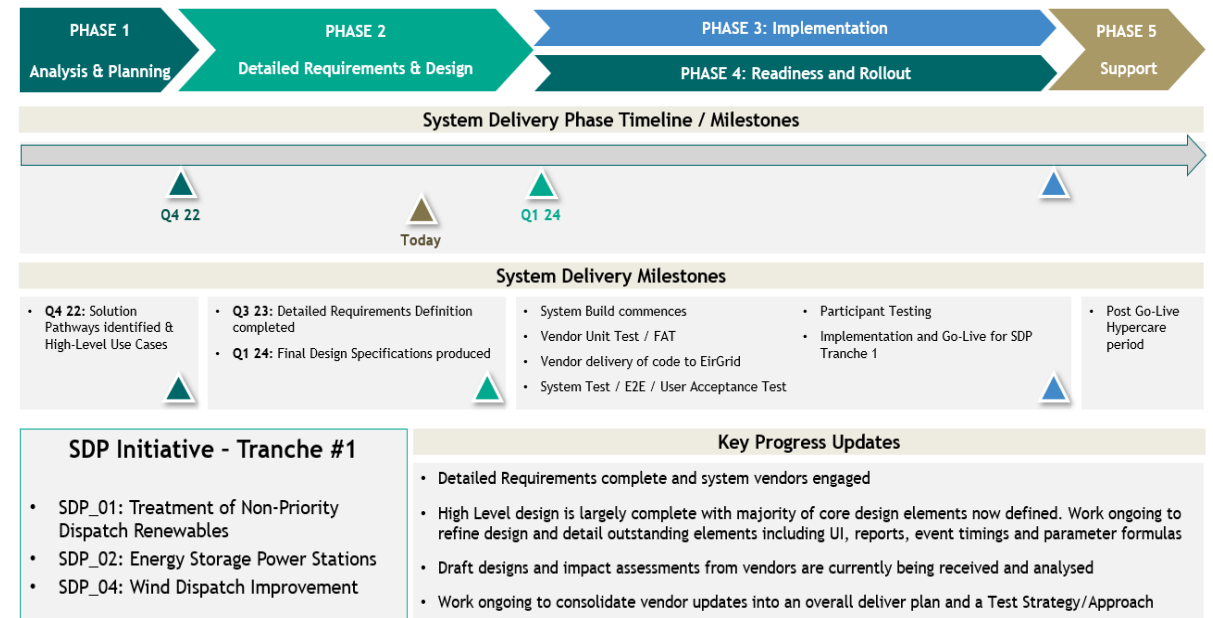 PHASE 1
Analysis & Planning
PHASE 2
Detailed Requirements & Design
PHASE 3: Implementation
PHASE 4: Readiness and Rollout
PHASE 5
Support
System Delivery Phase Timeline / Milestones
Q4 22
Today
Q1 24
System Delivery Milestones
• Q4 22: Solution
Pathways identified &
High-Level Use Cases
• Q3 23: Detailed Requirements Definition
completed
• Q1 24: Final Design Specifications produced
• System Build commences
• Vendor Unit Test / FAT
• Vendor delivery of code to EirGrid
• System Test / E2E / User Acceptance Test
• Participant Testing
• Implementation and Go-Live for SDP
Tranche 1
• Post Go-Live
Hypercare
period
SDP Initiative – Tranche #1
• SDP_01: Treatment of Non-Priority
Dispatch Renewables
• SDP_02: Energy Storage Power Stations
• SDP_04: Wind Dispatch Improvement
Key Progress Updates
• Detailed Requirements complete and system vendors engaged
• High Level design is largely complete with majority of core design elements now defined. Work ongoing to
refine design and detail outstanding elements including UI, reports, event timings and parameter formulas
• Draft designs and impact assessments from vendors are currently being received and analysed
• Work ongoing to consolidate vendor updates into an overall deliver plan and a Test Strategy/Approach